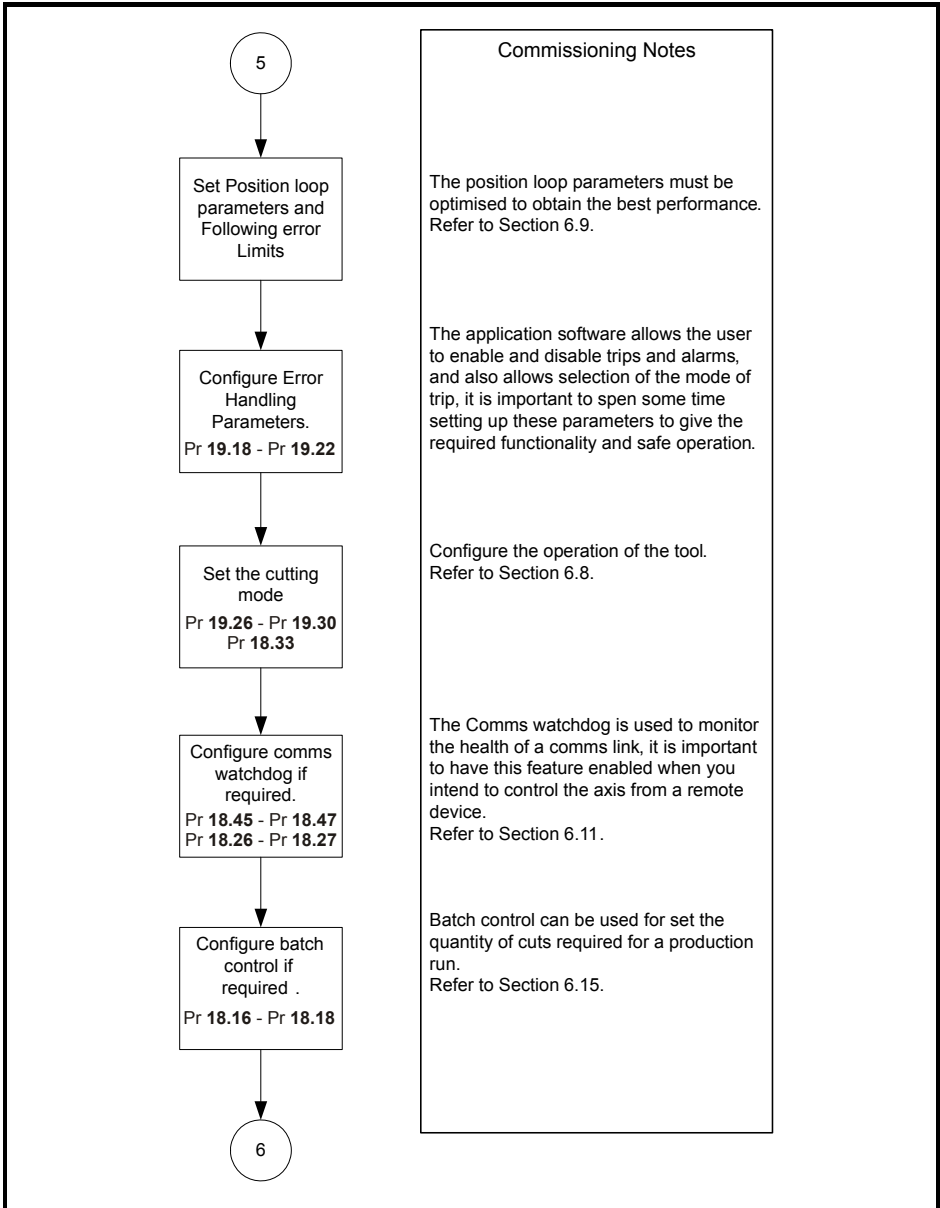 5
Commissioning Notes
Set Position loop
parameters and
Following error
Limits
The position loop parameters must be
optimised to obtain the best performance.
Refer to Section 6.9.
Configure Error
Handling
Parameters.
Pr 19.18 - Pr 19.22
The application software allows the user
to enable and disable trips and alarms,
and also allows selection of the mode of
trip, it is important to spen some time
setting up these parameters to give the
required functionality and safe operation.
Set the cutting
mode
Pr 19.26 - Pr 19.30
Pr 18.33
Configure the operation of the tool.
Refer to Section 6.8.
Configure comms
watchdog if
required.
Pr 18.45 - Pr 18.47
Pr 18.26 - Pr 18.27
The Comms watchdog is used to monitor
the health of a comms link, it is important
to have this feature enabled when you
intend to control the axis from a remote
device.
Refer to Section 6.11.
Configure batch
control if
required .
Pr 18.16 - Pr 18.18
Batch control can be used for set the
quantity of cuts required for a production
run.
Refer to Section 6.15.
6